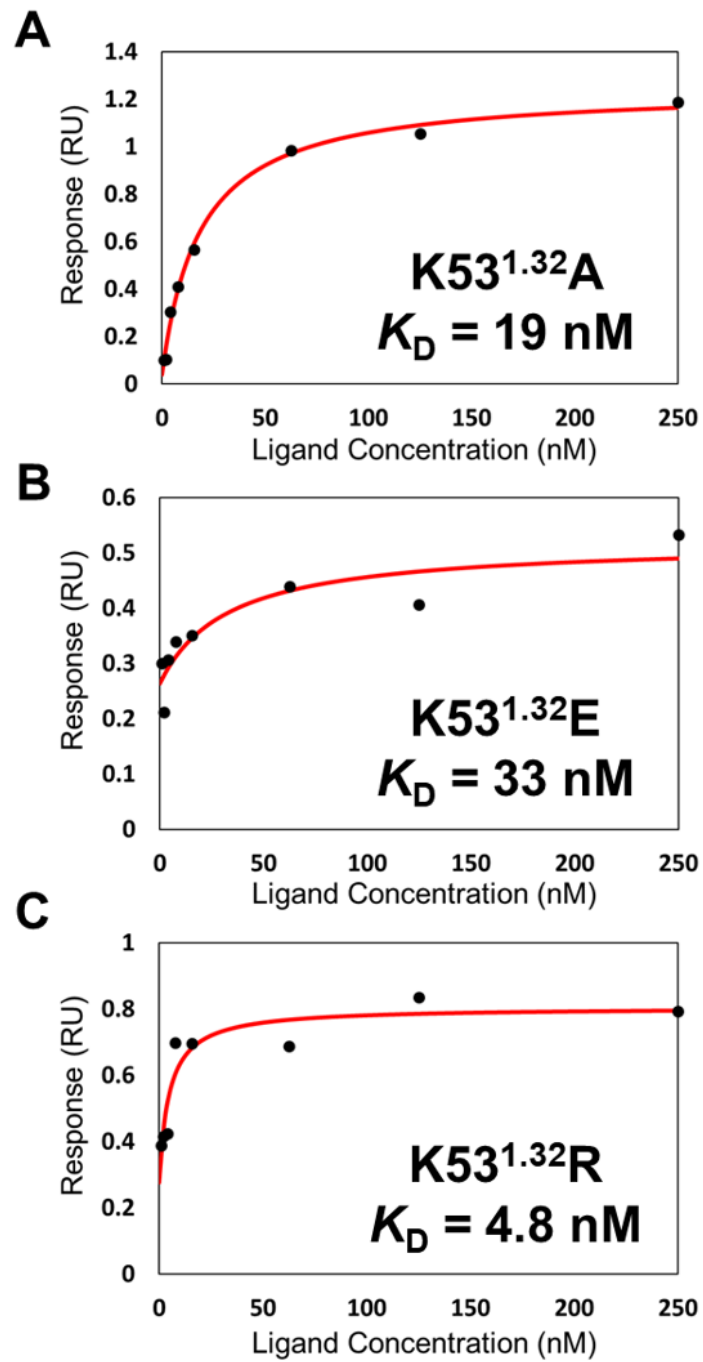 A
1.4
1.2
1
0.8
0.6
0.4
0.2
0
Response (RU)
K53^1.32A
K_D = 19 nM
0 50 100 150 200 250
Ligand Concentration (nM)
B
0.6
0.5
0.4
0.3
0.2
0.1
0
Response (RU)
K53^1.32E
K_D = 33 nM
0 50 100 150 200 250
Ligand Concentration (nM)
C
1
0.8
0.6
0.4
0.2
0
Response (RU)
K53^1.32R
K_D = 4.8 nM
0 50 100 150 200 250
Ligand Concentration (nM)